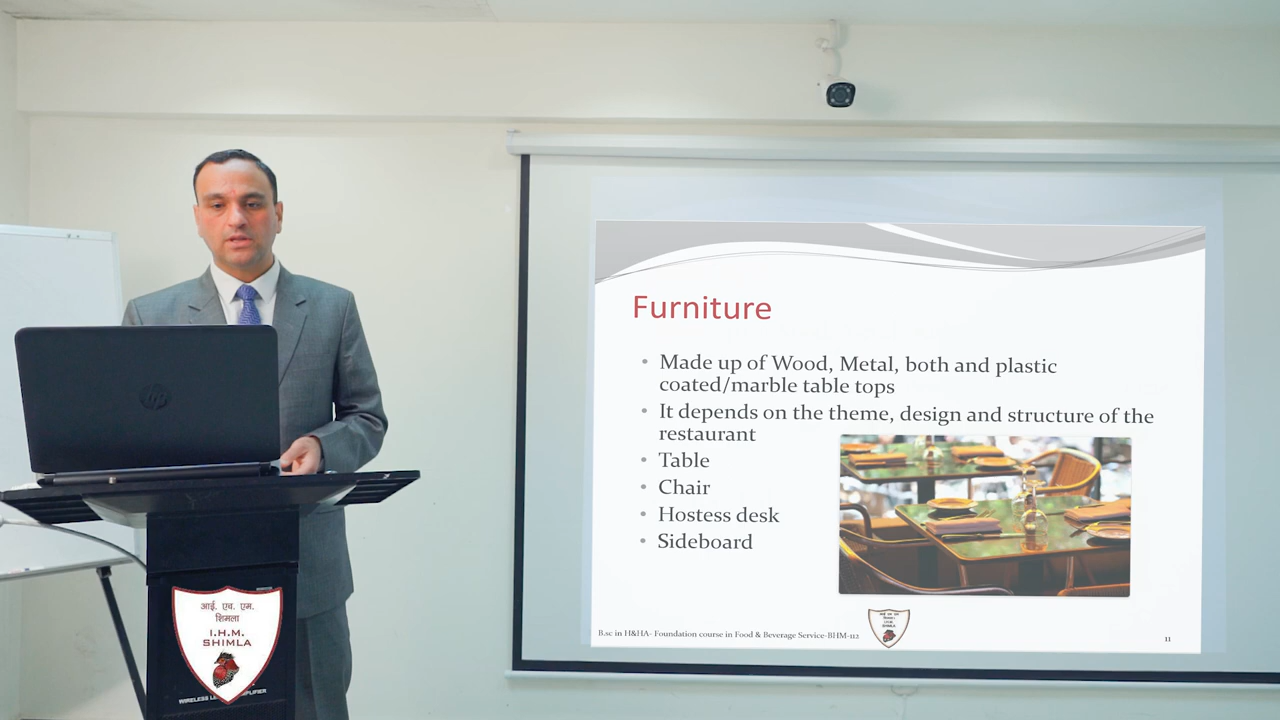 Furniture
• Made up of Wood, Metal, both and plastic
coated/marble table tops
• It depends on the theme, design and structure of the
restaurant
• Table
• Chair
• Hostess desk
• Sideboard
B.sc in H&HA- Foundation course in Food & Beverage Service-BHM-112
11
hp
आई. एच. एम.
शिमला
I.H.M.
SHIMLA